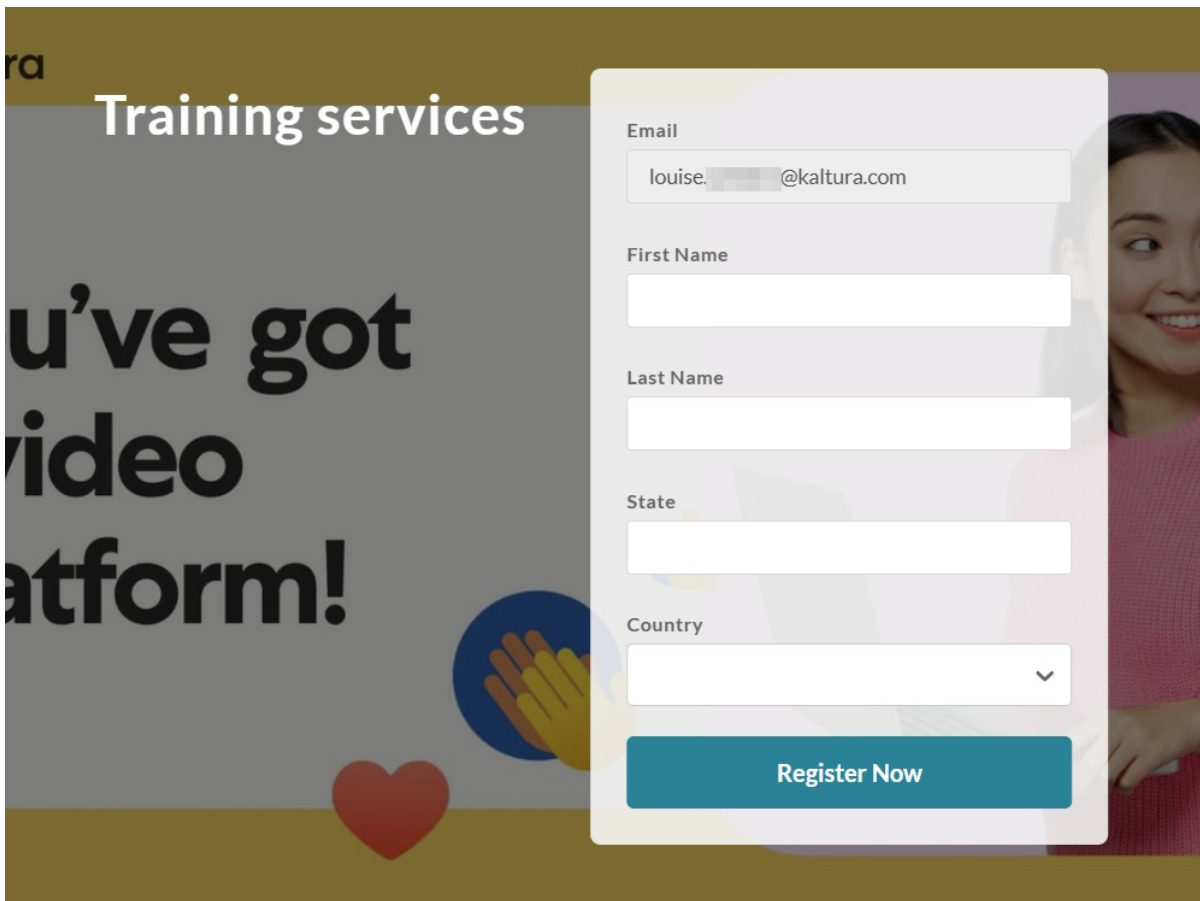 ra
Training services
u've got
video
atform!
Email
louise. @kaltura.com
First Name
Last Name
State
Country
Register Now